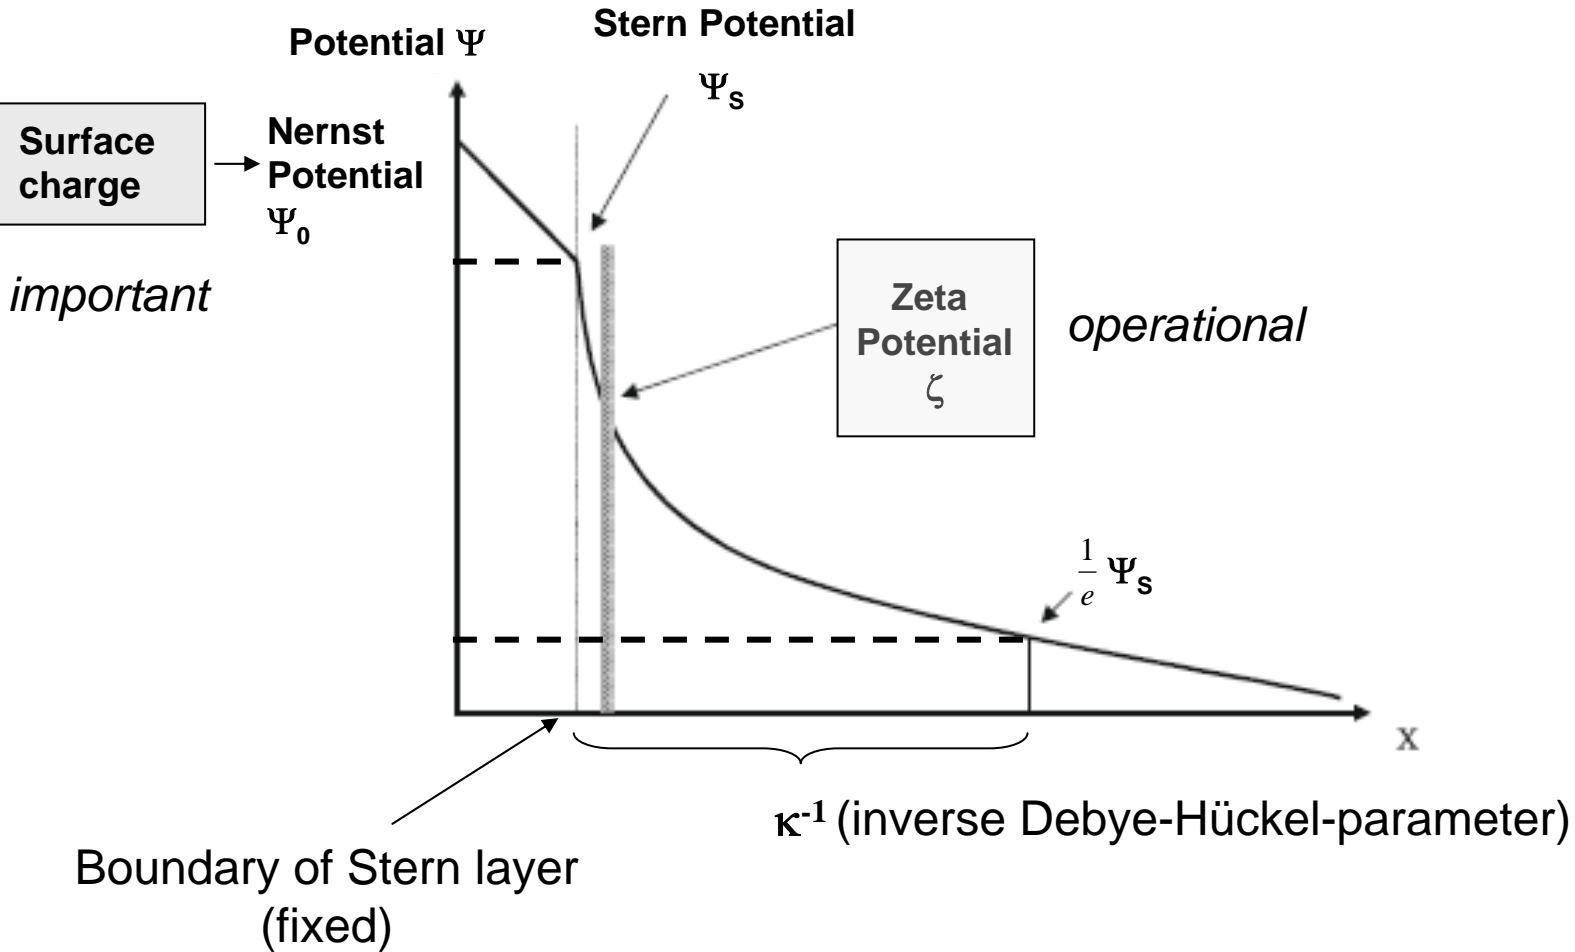 Stern Potential
Potential Ψ
ΨS
Surface
charge
Nernst
Potential
Ψ0
important
Zeta
Potential
ζ
operational
1/e ΨS
x
κ-1 (inverse Debye-Hückel-parameter)
Boundary of Stern layer
(fixed)